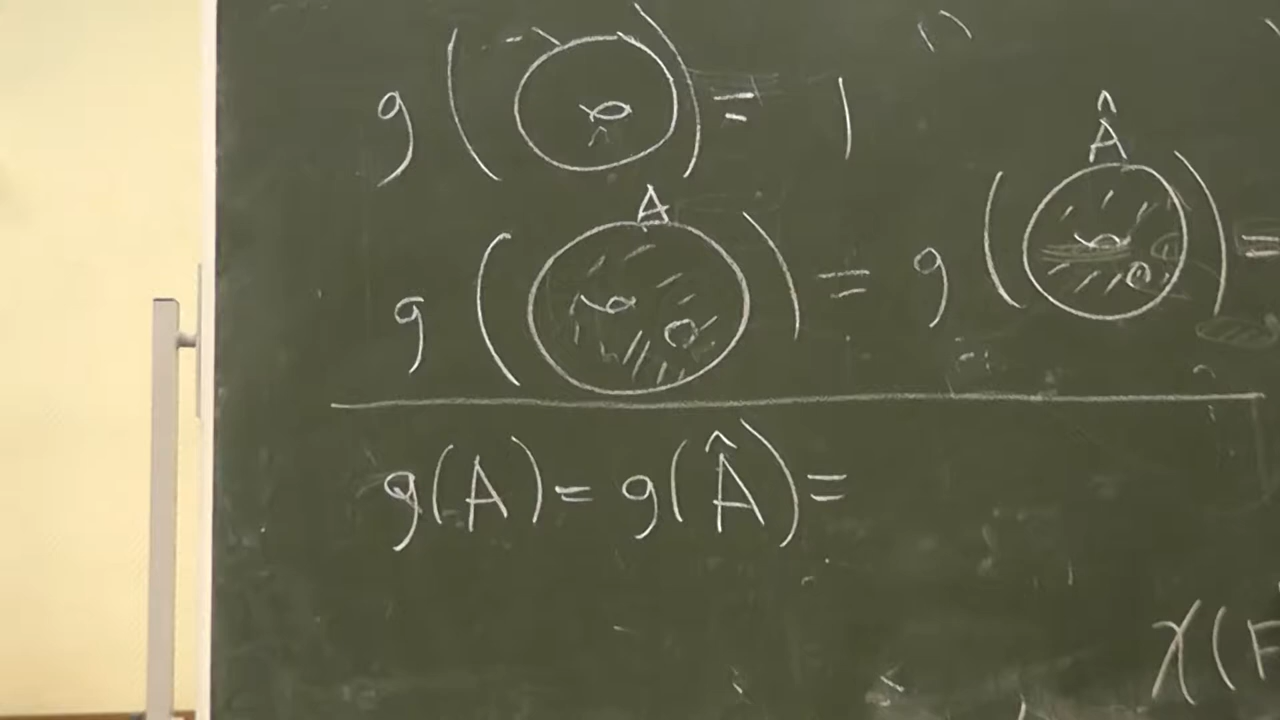 g ( ) = 1
Â
A
g ( ) = g ( ) =
g(A) = g(Â) =
χ(F